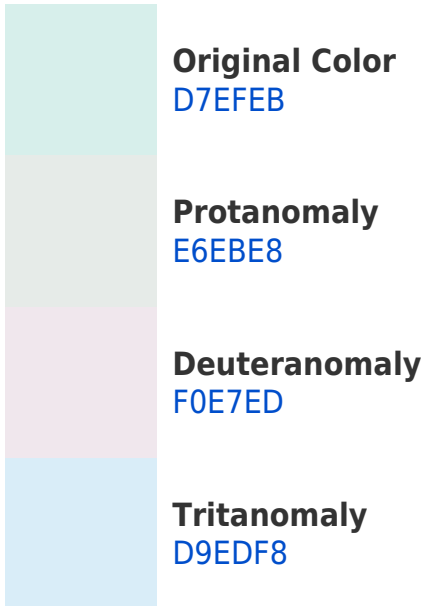 Original Color
D7EFEB
Protanomaly
E6EBE8
Deuteranomaly
F0E7ED
Tritanomaly
D9EDF8